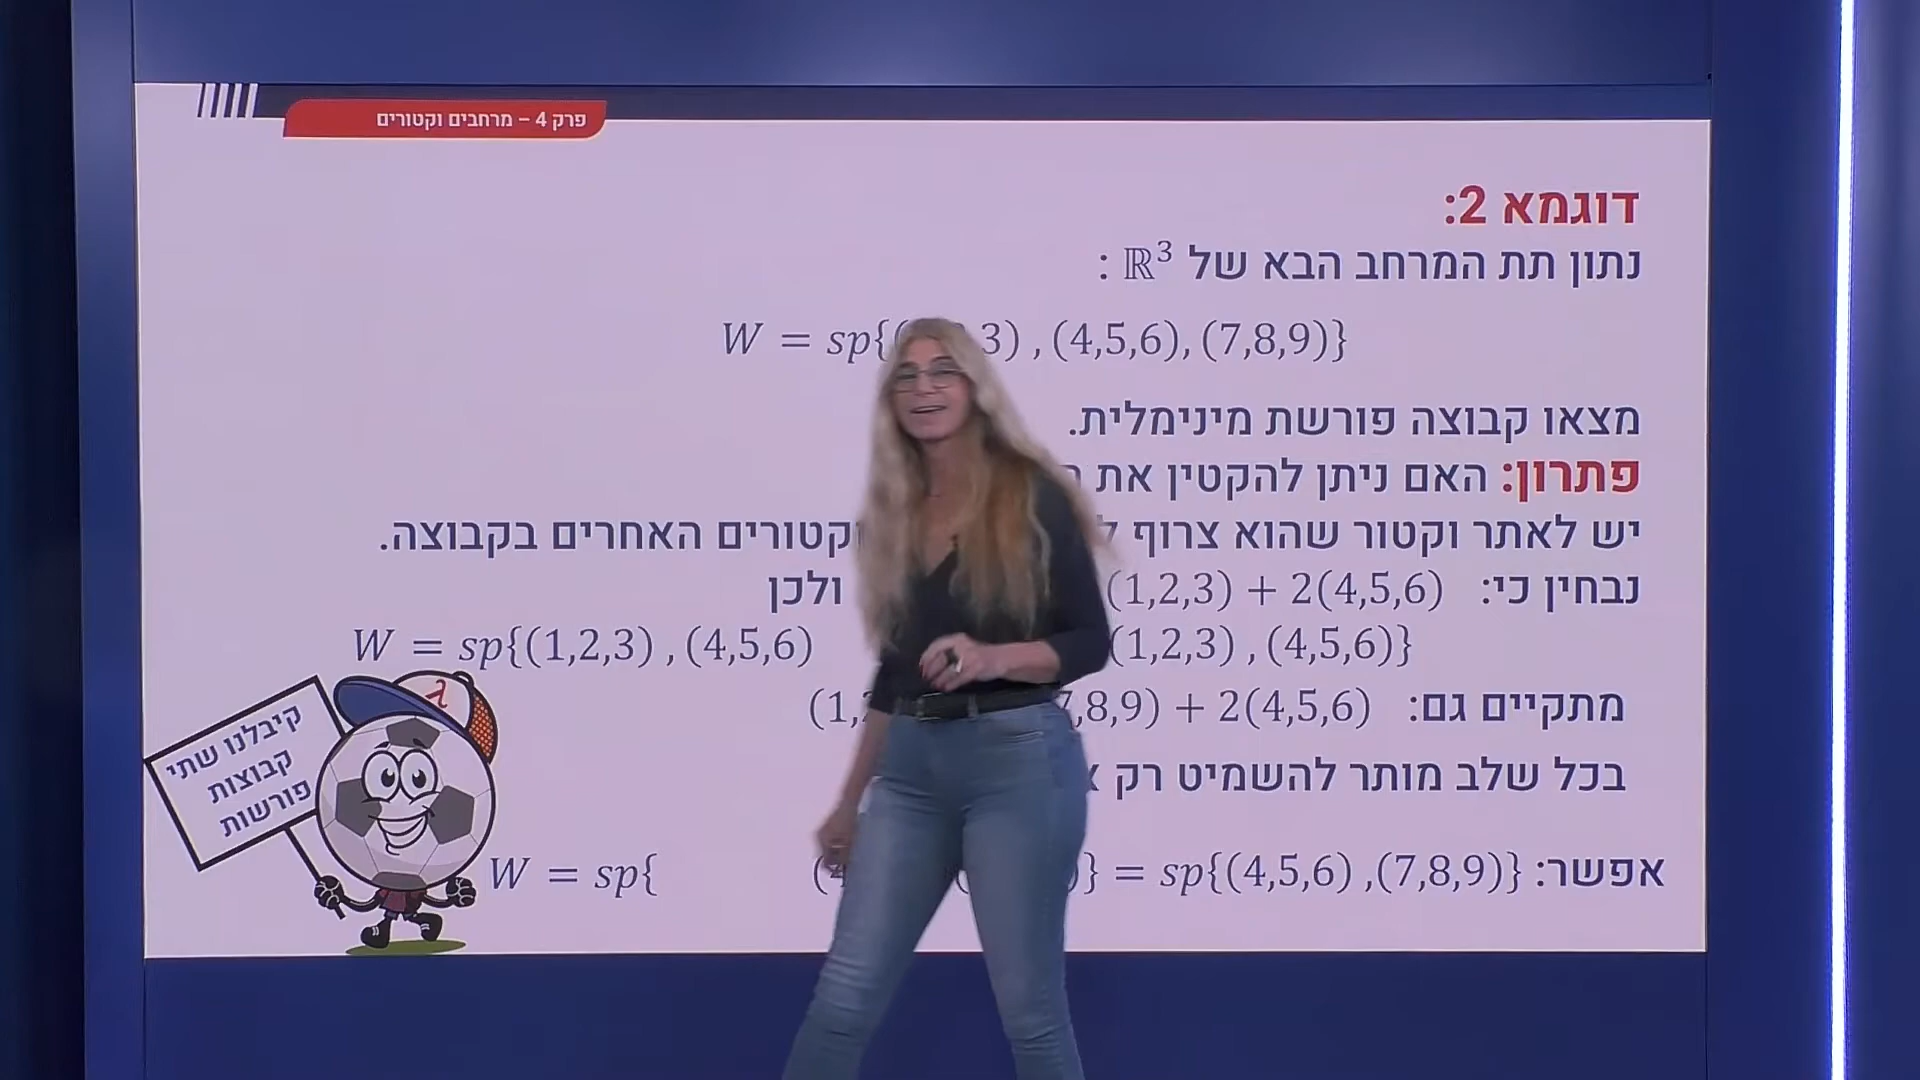 פרק 4 – מרחבים וקטורים
דוגמא 2:
נתון תת המרחב הבא של ℝ³ :
W = sp{( 3) , (4,5,6), (7,8,9)}
מצאו קבוצה פורשת מינימלית.
פתרון: האם ניתן להקטין את
יש לאתר וקטור שהוא צרוף וקטורים האחרים בקבוצה.
נבחין כי: (1,2,3) + 2(4,5,6) ולכן
W = sp{(1,2,3) , (4,5,6) (1,2,3) , (4,5,6)}
מתקיים גם: 8,9) + 2(4,5,6)
בכל שלב מותר להשמיט רק
אפשר: W = sp{ } = sp{(4,5,6) ,(7,8,9)}
קיבלנו שתי
קבוצות
פורשות
λ